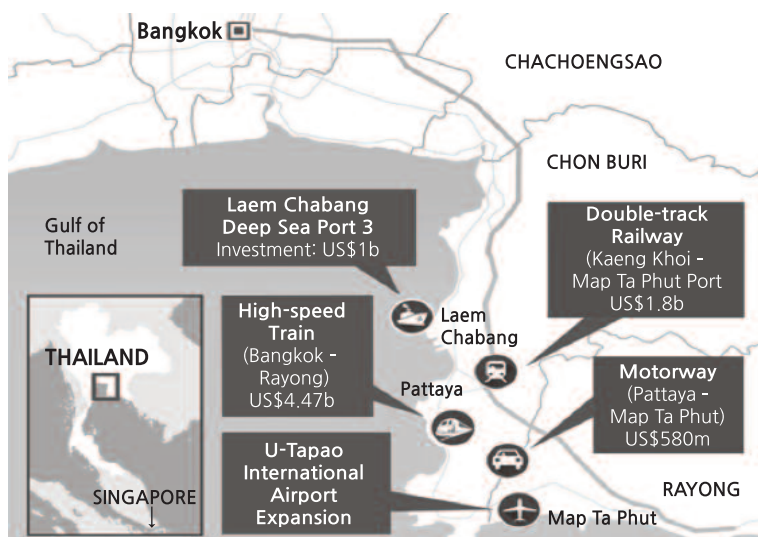 Bangkok
CHACHOENGSAO
CHON BURI
Gulf of
Thailand
Laem Chabang
Deep Sea Port 3
Investment: US$1b
Double-track
Railway
(Kaeng Khoi -
Map Ta Phut Port
US$1.8b
Laem
Chabang
High-speed
Train
(Bangkok -
Rayong)
US$4.47b
THAILAND
SINGAPORE
Pattaya
Motorway
(Pattaya -
Map Ta Phut)
US$580m
U-Tapao
International
Airport
Expansion
RAYONG
Map Ta Phut